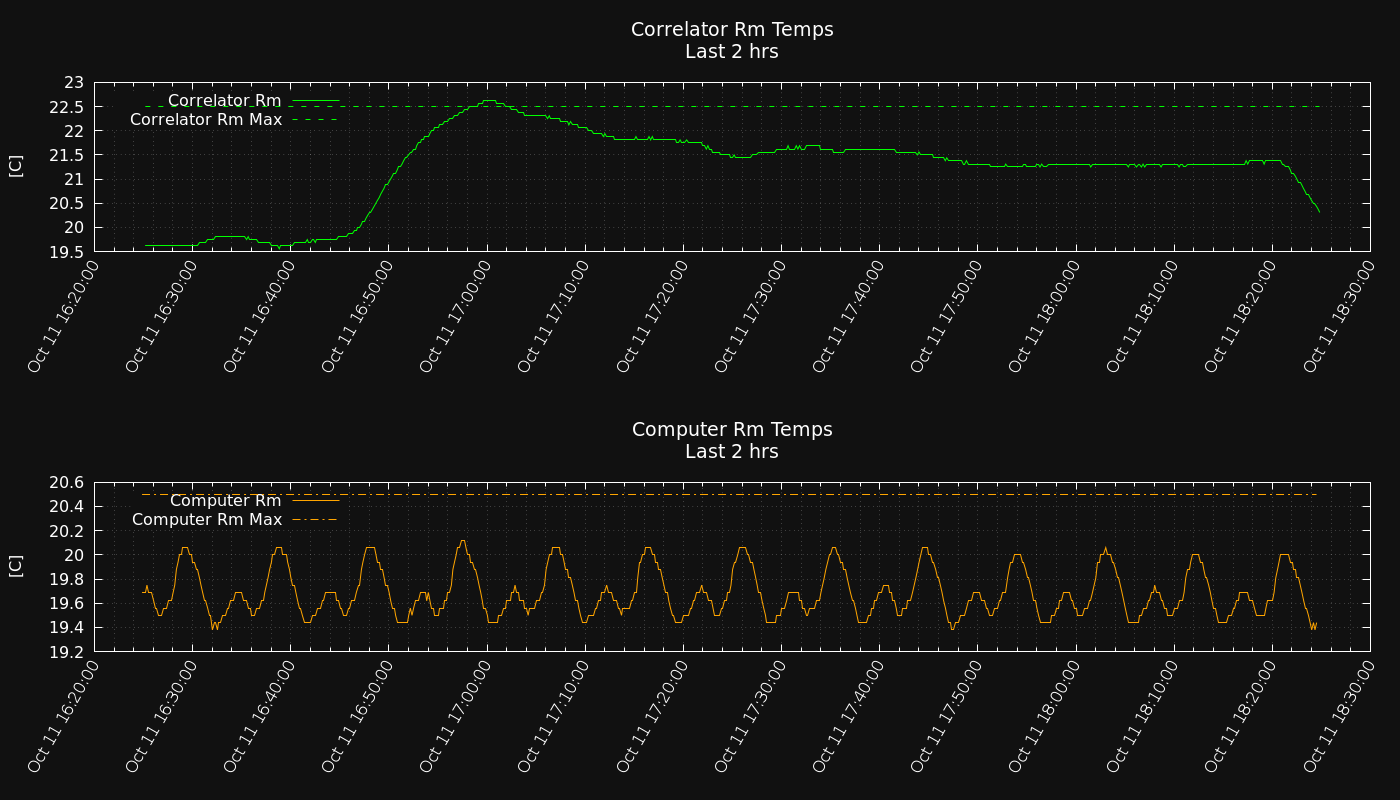 Correlator Rm Temps
Last 2 hrs
[C]
23
22.5
22
21.5
21
20.5
20
19.5
Correlator Rm
Correlator Rm Max
Oct 11 16:20:00
Oct 11 16:30:00
Oct 11 16:40:00
Oct 11 16:50:00
Oct 11 17:00:00
Oct 11 17:10:00
Oct 11 17:20:00
Oct 11 17:30:00
Oct 11 17:40:00
Oct 11 17:50:00
Oct 11 18:00:00
Oct 11 18:10:00
Oct 11 18:20:00
Oct 11 18:30:00
Computer Rm Temps
Last 2 hrs
[C]
20.6
20.4
20.2
20
19.8
19.6
19.4
19.2
Computer Rm
Computer Rm Max
Oct 11 16:20:00
Oct 11 16:30:00
Oct 11 16:40:00
Oct 11 16:50:00
Oct 11 17:00:00
Oct 11 17:10:00
Oct 11 17:20:00
Oct 11 17:30:00
Oct 11 17:40:00
Oct 11 17:50:00
Oct 11 18:00:00
Oct 11 18:10:00
Oct 11 18:20:00
Oct 11 18:30:00